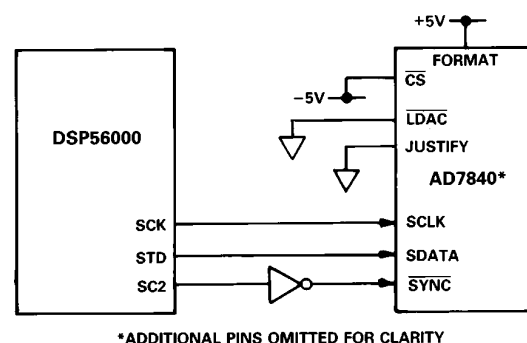 +5V
FORMAT
CS
−5V
LDAC
DSP56000
JUSTIFY
AD7840*
SCK
SCLK
STD
SDATA
SC2
SYNC
*ADDITIONAL PINS OMITTED FOR CLARITY